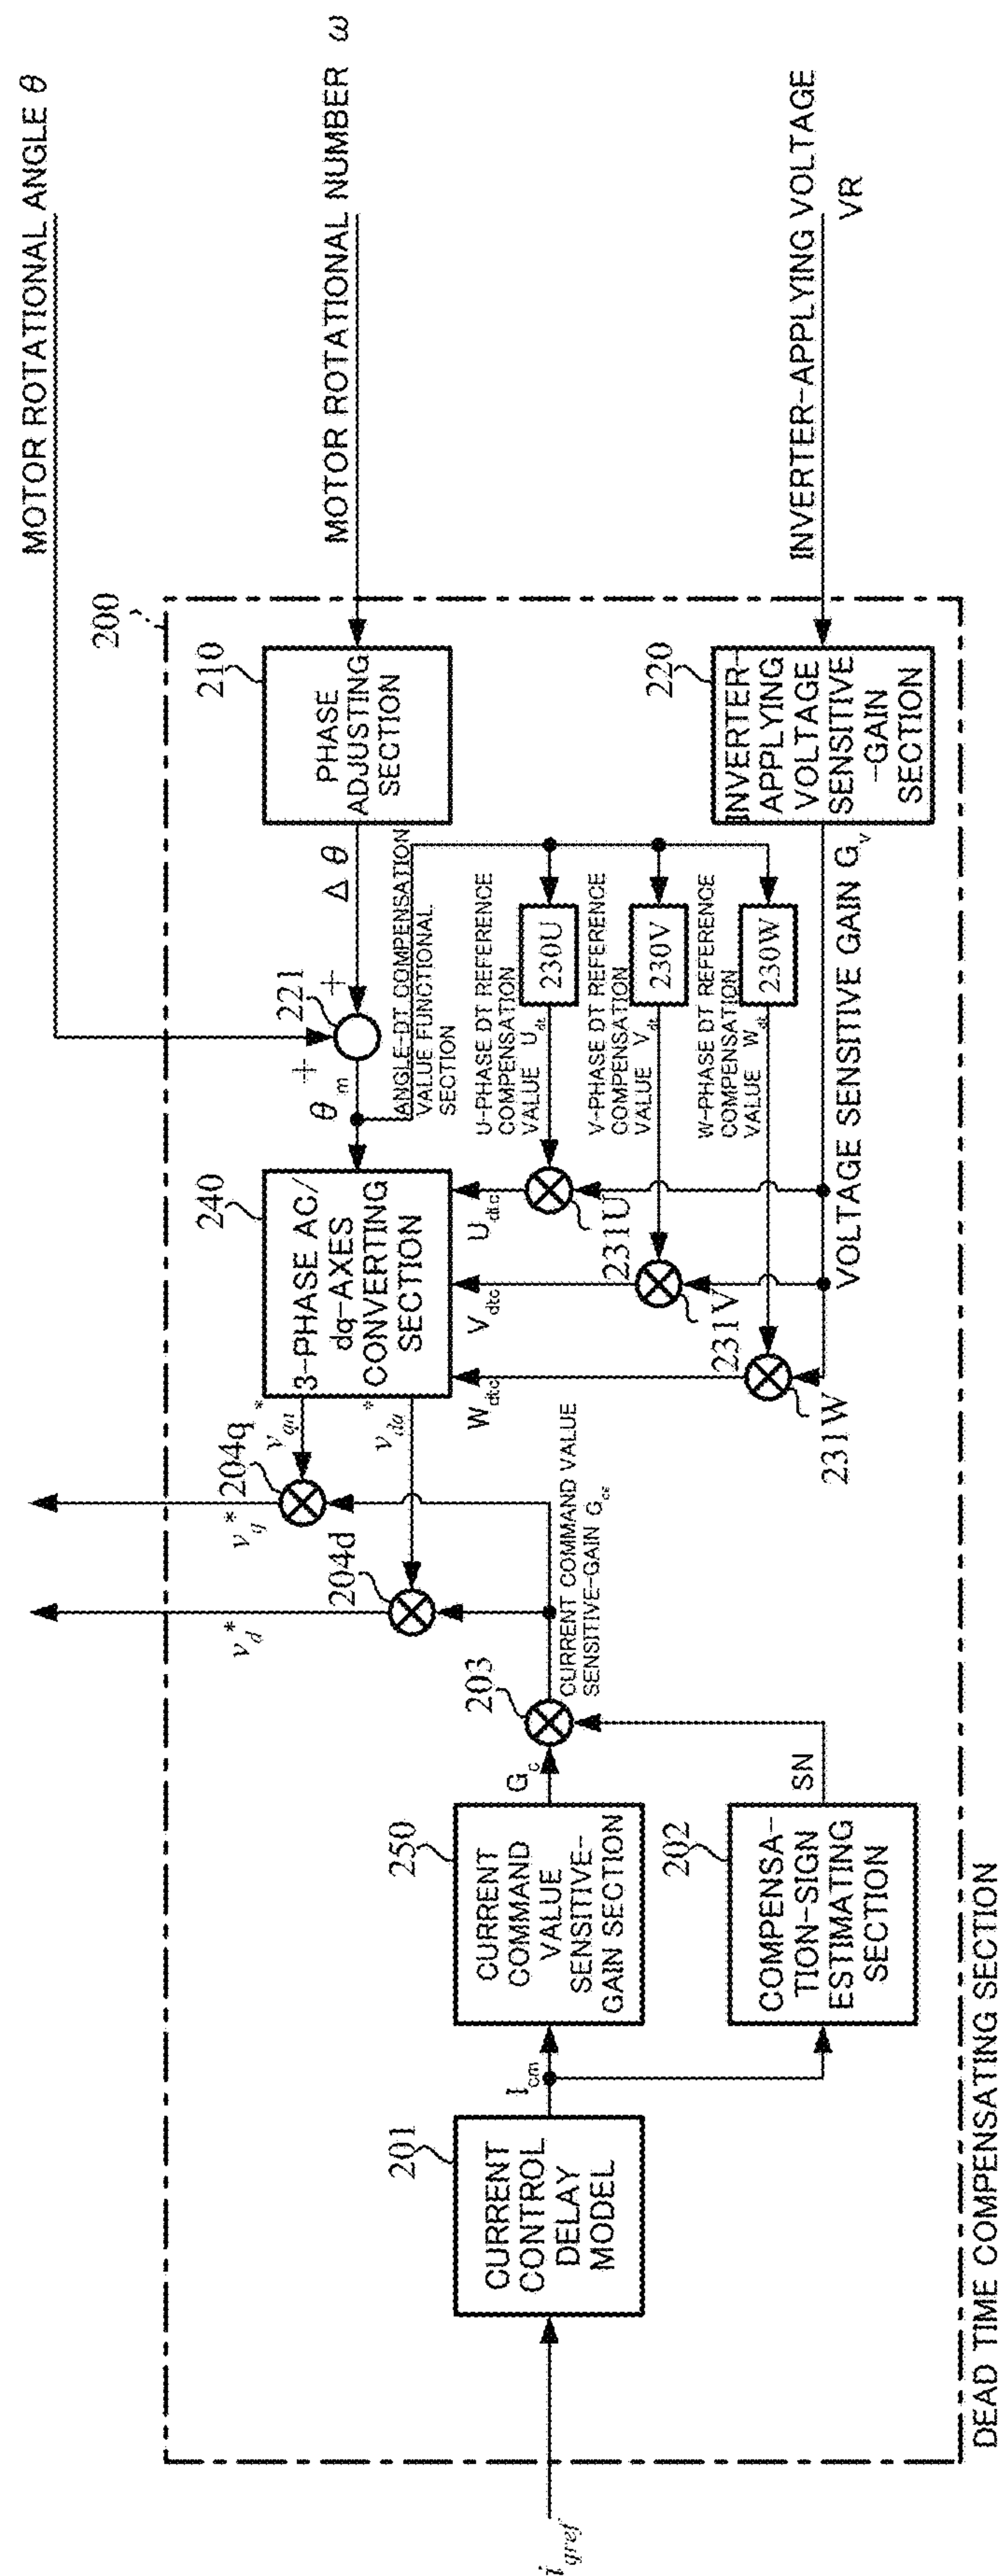 MOTOR ROTATIONAL ANGLE θ
MOTOR ROTATIONAL NUMBER ω
INVERTER-APPLYING VOLTAGE
VR
200
210
PHASE
ADJUSTING
SECTION
220
INVERTER-
APPLYING
VOLTAGE
SENSITIVE
-GAIN
SECTION
Δθ
+
+
221
θm
ANGLE-DT COMPENSATION
VALUE FUNCTIONAL
SECTION
230U
230V
230W
U-PHASE DT REFERENCE
COMPENSATION
VALUE Udt
V-PHASE DT REFERENCE
COMPENSATION
VALUE Vdt
W-PHASE DT REFERENCE
COMPENSATION
VALUE Wdt
VOLTAGE SENSITIVE GAIN Gv
240
3-PHASE AC/
dq-AXES
CONVERTING
SECTION
Udtc
Vdtc
Wdtc
231U
231V
231W
vqa*
vda*
204q
204d
vq*
vd*
203
CURRENT COMMAND VALUE
SENSITIVE-GAIN Gcs
Gc
SN
250
CURRENT
COMMAND
VALUE
SENSITIVE-
GAIN SECTION
202
COMPENSA-
TION-SIGN
ESTIMATING
SECTION
Icm
201
CURRENT
CONTROL
DELAY
MODEL
iqref
DEAD TIME COMPENSATING SECTION